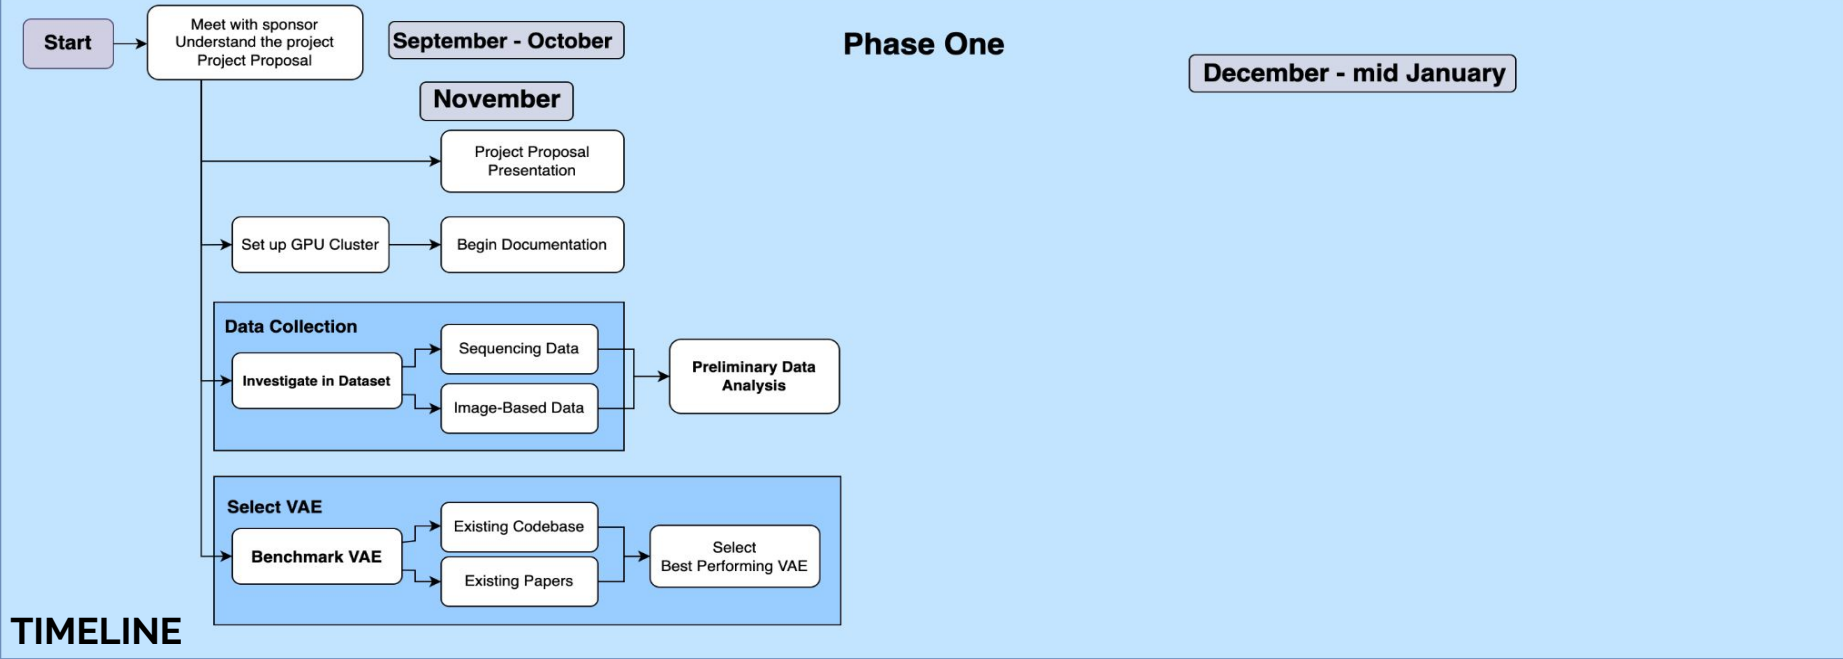 Start
Meet with sponsor
Understand the project
Project Proposal
September - October
Phase One
December - mid January
November
Project Proposal
Presentation
Set up GPU Cluster
Begin Documentation
Data Collection
Investigate in Dataset
Sequencing Data
Image-Based Data
Preliminary Data
Analysis
Select VAE
Benchmark VAE
Existing Codebase
Existing Papers
Select
Best Performing VAE
TIMELINE